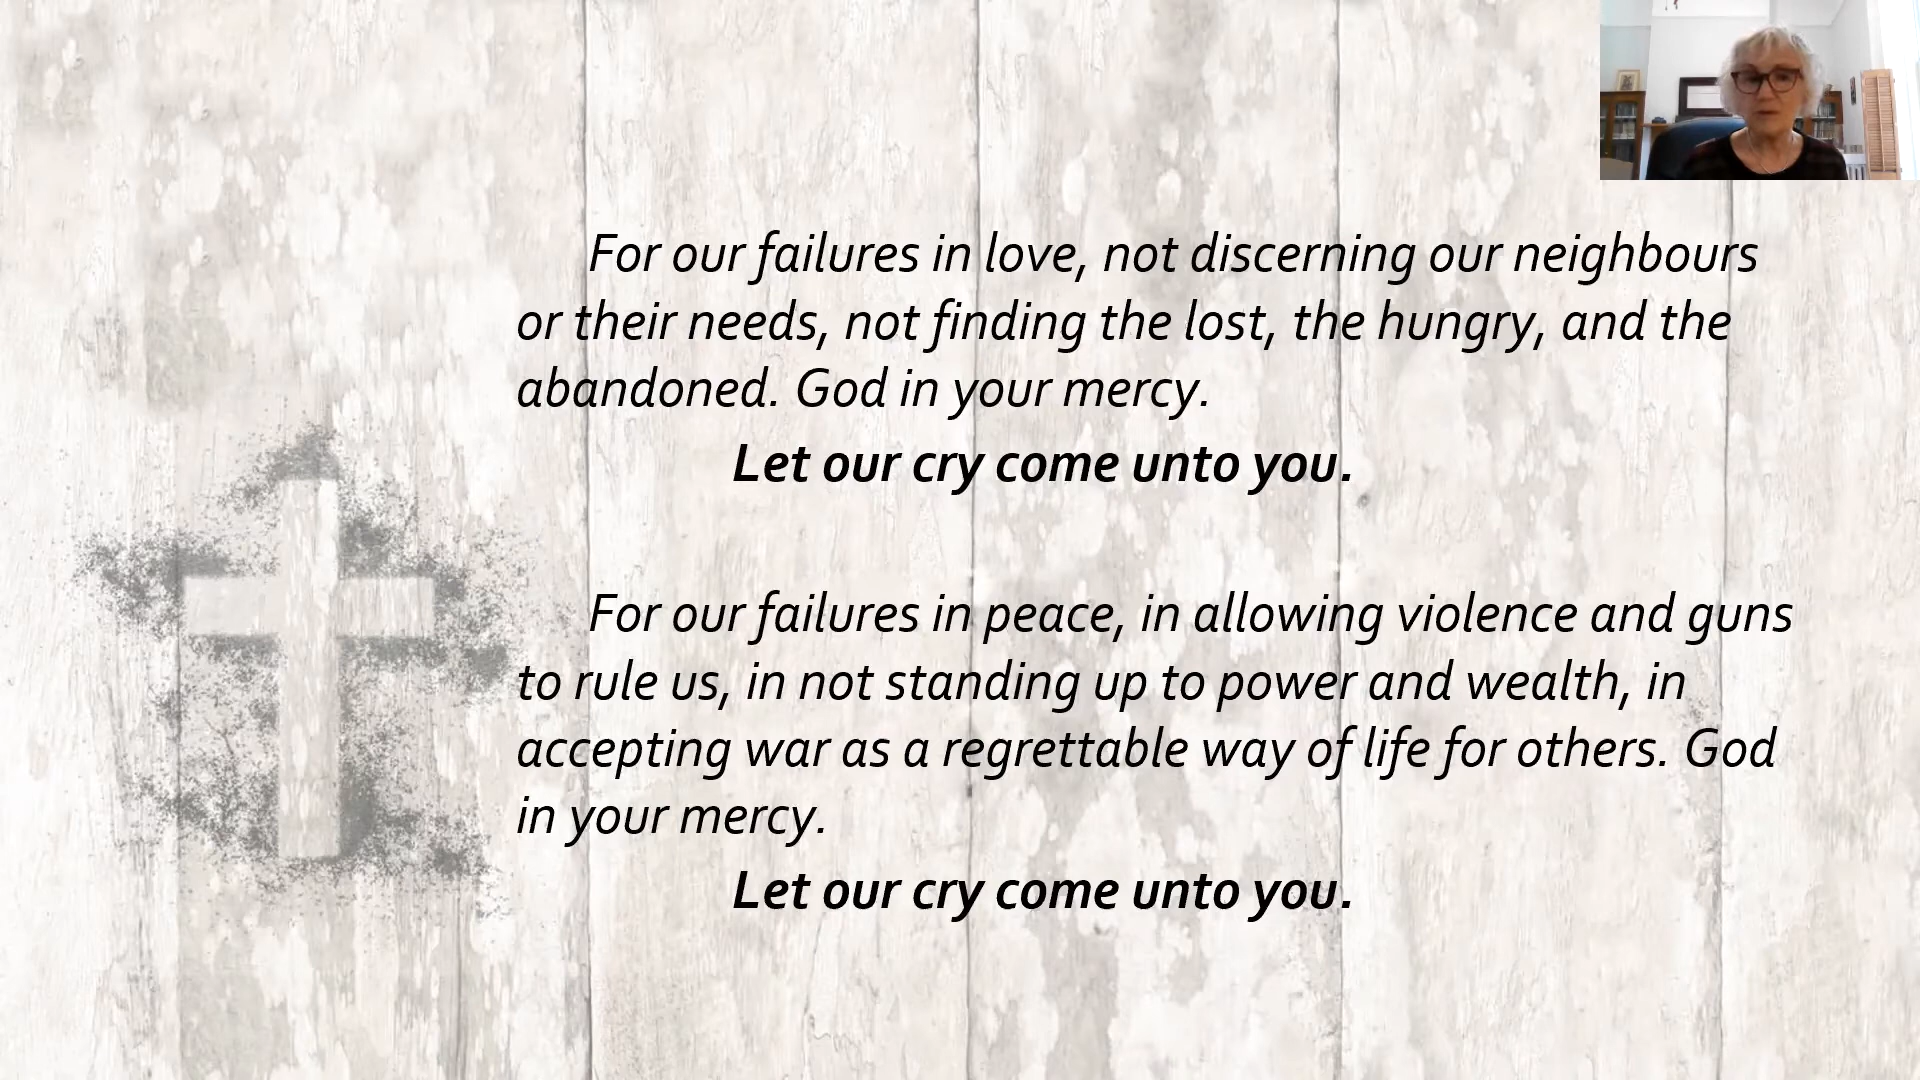 For our failures in love, not discerning our neighbours
or their needs, not finding the lost, the hungry, and the
abandoned. God in your mercy.
Let our cry come unto you.
For our failures in peace, in allowing violence and guns
to rule us, in not standing up to power and wealth, in
accepting war as a regrettable way of life for others. God
in your mercy.
Let our cry come unto you.